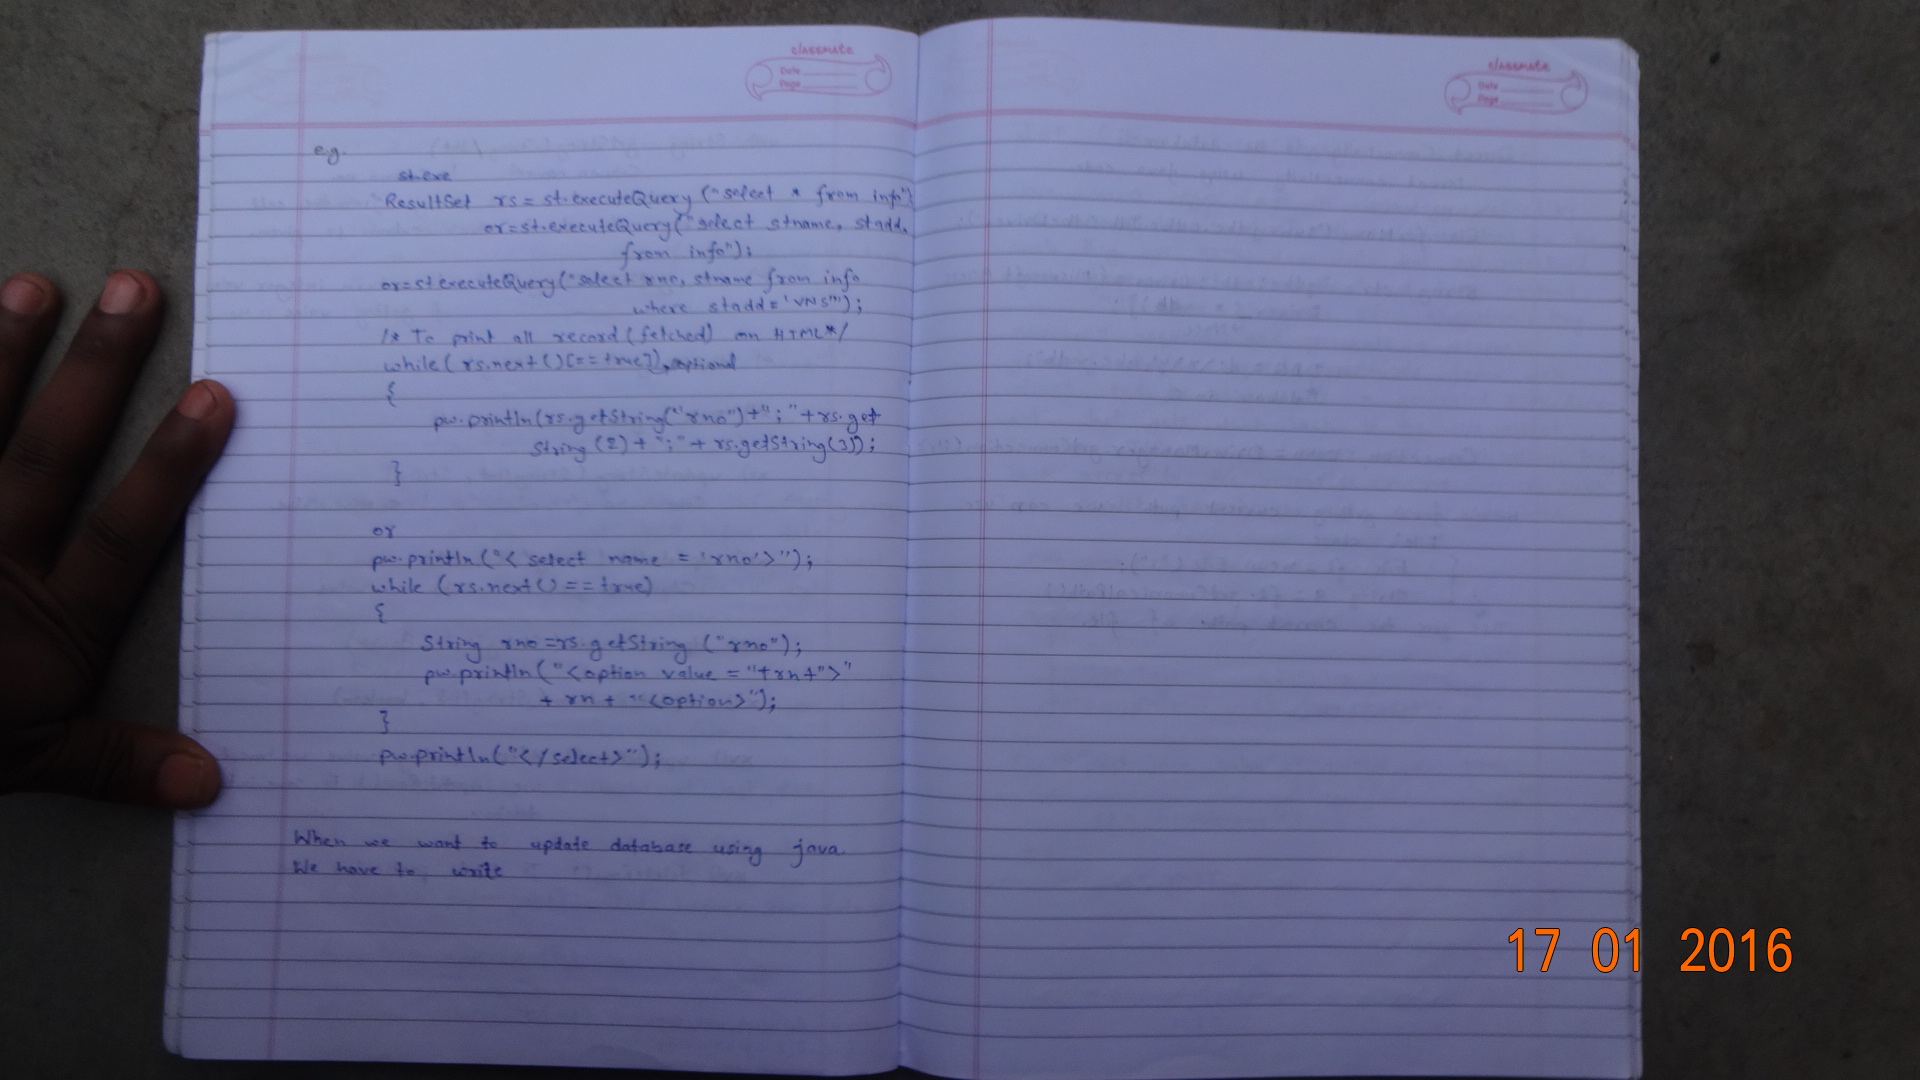 classmate
Date
Page
e.g.
st.exe
ResultSet rs = st.executeQuery ("select * from info")
or=st.executeQuery("select stname, stadd,
from info");
or=st executeQuery("select rno, stname from info
where stadd='VNS'");
/* To print all record (fetched) on HTML*/
while( rs.next()[==true]) optional
{
pw.println(rs.getString("rno")+";"+rs.get
String (2)+";"+ rs.getString(3));
}
or
pw.println("< select name = 'rno'>");
while (rs.next()==true)
{
String rno=rs.getString ("rno");
pw.println("<option value="+rn+">"
+ rn + "<option>");
}
pw.println("</select>");
When we want to update database using java
We have to write
classmate
Date
Page
17 01 2016